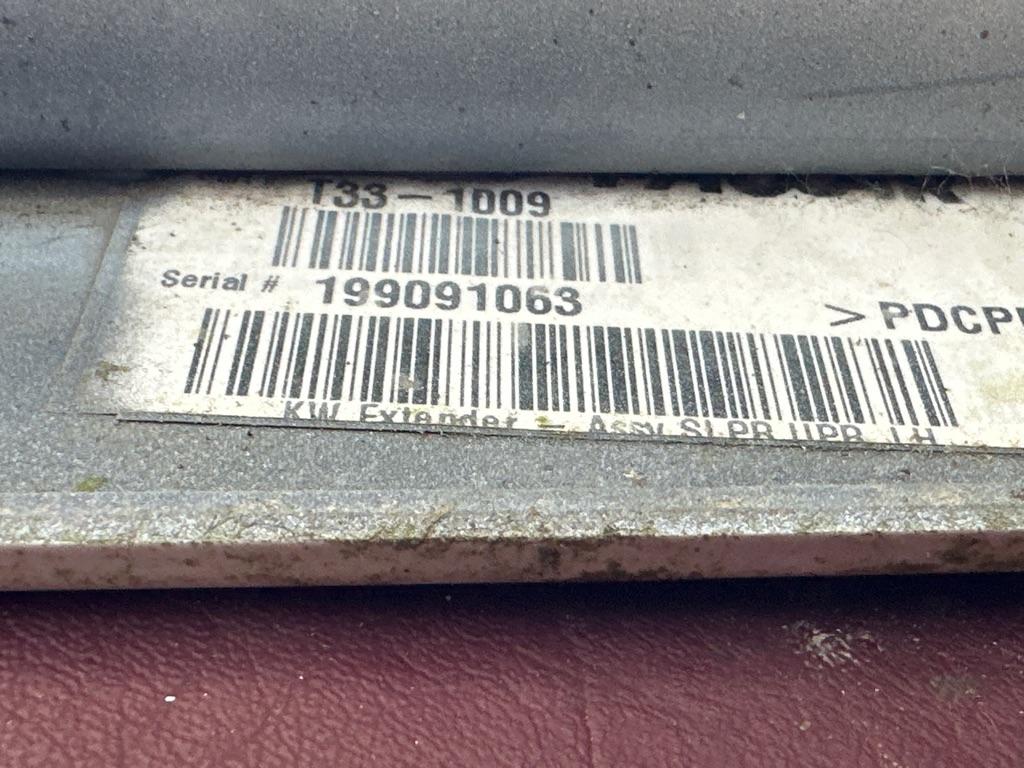 T33-1009
Serial # 199091063
> PDCP
KW Extender - Assy SLPR UPR LH